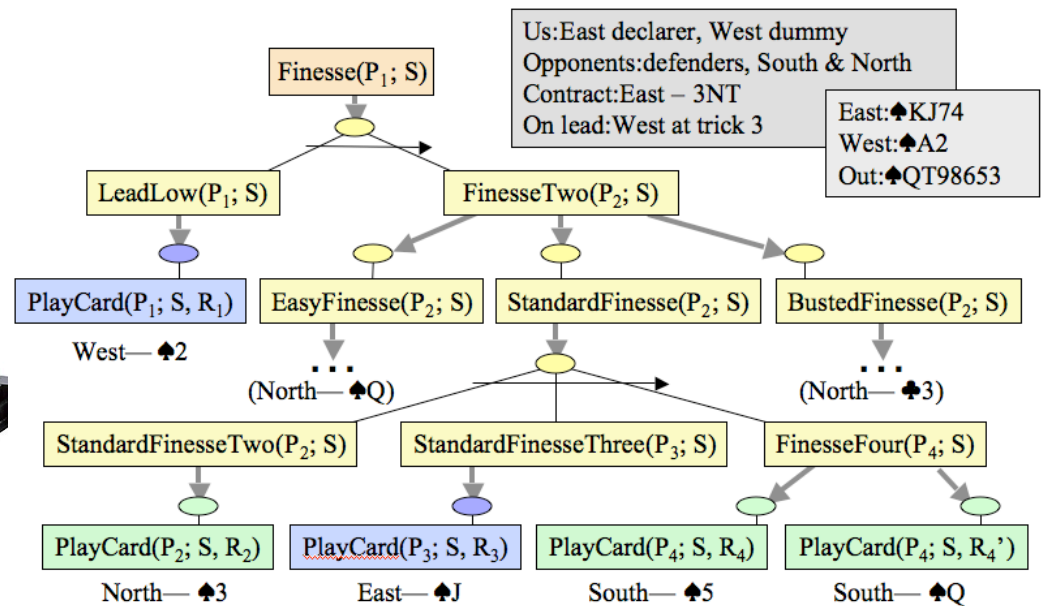 Us:East declarer, West dummy
Opponents:defenders, South & North
Contract:East – 3NT
On lead:West at trick 3
East:♠KJ74
West:♠A2
Out:♠QT98653
Finesse(P₁; S)
LeadLow(P₁; S)
FinesseTwo(P₂; S)
PlayCard(P₁; S, R₁)
EasyFinesse(P₂; S)
StandardFinesse(P₂; S)
BustedFinesse(P₂; S)
West— ♠2
...
...
(North— ♠Q)
(North— ♣3)
StandardFinesseTwo(P₂; S)
StandardFinesseThree(P₃; S)
FinesseFour(P₄; S)
PlayCard(P₂; S, R₂)
PlayCard(P₃; S, R₃)
PlayCard(P₄; S, R₄)
PlayCard(P₄; S, R₄’)
North— ♠3
East— ♠J
South— ♠5
South— ♠Q